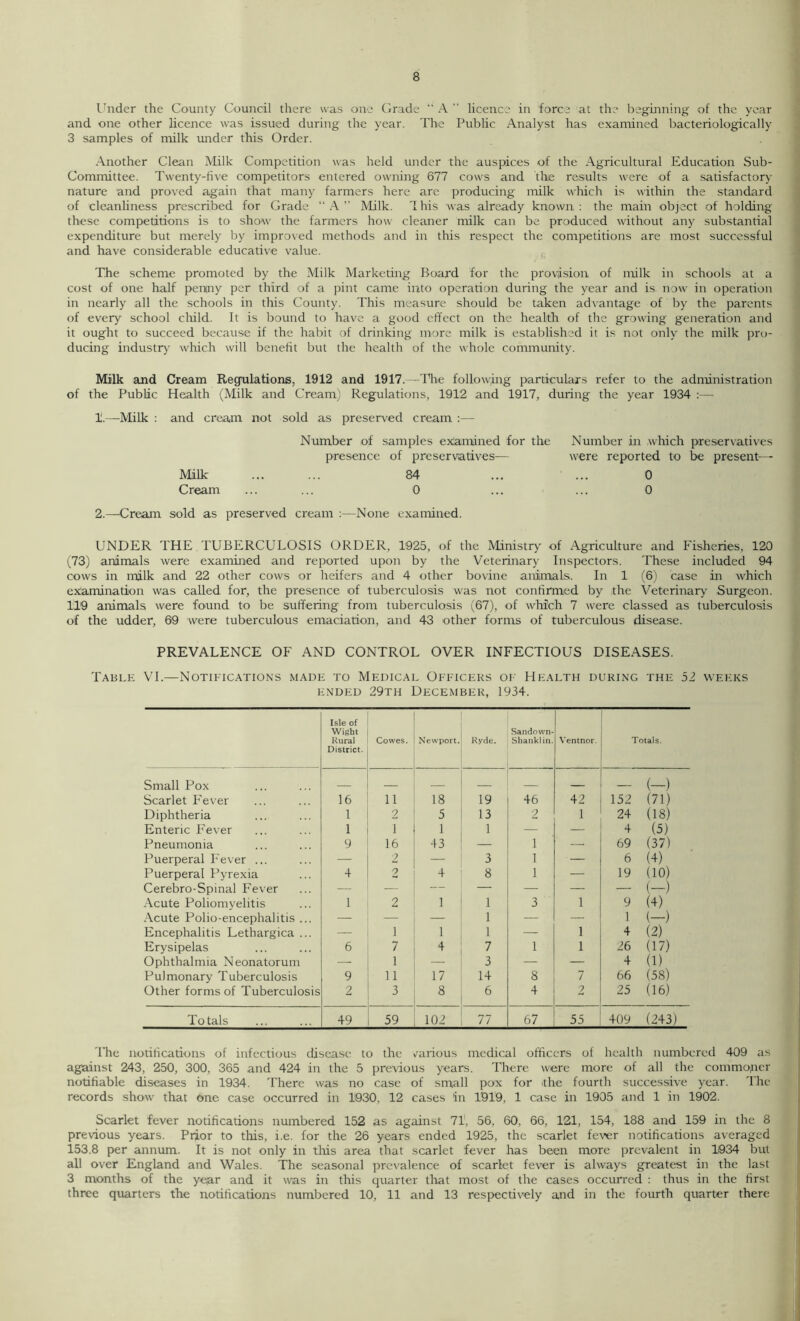 8
Under the County Council there was one Grade “ A ” licence in force at the beginning of the year
and one other licence was issued during the year. The Public Analyst has examined bacteriologically
3 samples of milk under this Order.
Another Clean Milk Competition was held under the auspices of the Agricultural Education Sub-
Committee. Twenty-five competitors entered owning 677 cows and the results were of a satisfactory
nature and proved again that many farmers here are producing milk which is within the standard
of cleanliness prescribed for Grade “ A ” Milk. This was already known : the main object of holding
these competitions is to show the farmers how cleaner milk can be produced without any substantial
expenditure but merely by improved methods and in this respect the competitions are most successful
and have considerable educative value.
The scheme promoted by the Milk Marketing Board for the provision of milk in schools at a
cost of one half penny per third of a pint came into operation during the year and is now in operation
in nearly all the schools in this County. This measure should be taken advantage of by the parents
of every school child. It is bound to have a good effect on the health of the growing generation and
it ought to succeed because if the habit of drinking more milk is established it is not only the milk pro-
ducing industry which will benefit but the health of the whole community.
Milk and Cream Regulations, 1912 and 1917.—The following particulars refer to the administration
of the Public Health (Milk and Cream) Regulations, 1912 and 1917, during the year 1934 :—
1.—Milk : and cream not sold as preserved cream :—
Number of samples examined for the Number in which preservatives
presence of preservatives— were reported to be present—
Milk ... ... 84 ... ... 0
Cream ... ... 0 ... ... 0
2.—Cream sold as preserved cream :—None examined.
UNDER THE TUBERCULOSIS ORDER, 1925, of the Ministry of Agriculture and Fisheries, 120
(73) animals were examined and reported upon by the Veterinary Inspectors. These included 94
cows in milk and 22 other cows or heifers and 4 other bovine animals. In 1 (6) case in which
examination was called for, the presence of tuberculosis was not confirmed by the Veterinary Surgeon.
119 animals were found to be suffering from tuberculosis (67), of which 7 were classed as tuberculosis
of the udder, 69 were tuberculous emaciation, and 43 other forms of tuberculous disease.
PREVALENCE OF AND CONTROL OVER INFECTIOUS DISEASES.
Table VI.—Notifications made to Medical Officers of Health during the 52 weeks
ended 29th December, 1934.
Isle of Wight Rural District. Cowes. Newport. Ryde. Sandown-Shanklin. Ventnor. Totals.
Small Pox ... ... — — — — — — — (—)
Scarlet Fever ... ... 16 11 18 19 46 42 152 (71)
Diphtheria ... ... 1 2 5 13 2 1 24 (18)
Enteric Fever ... ... 1 1 1 1 — — 4 (5)
Pneumonia ... ... 9 16 43 — 1 — 69 (37)
Puerperal Fever ... ... — 2 — 3 1 — 6 (4)
Puerperal Pyrexia ... 4 2 4 8 1 — 19 (10)
Cerebro-Spinal Fever ... — — — — — — — (—)
Acute Poliomyelitis ... 1 2 1 1 3 1 9 (4)
Acute Polio-encephalitis ... — — — 1 — — 1 (—)
Encephalitis Lethargica ... — 1 1 1 — 1 4 (2)
Erysipelas ... ... 6 7 4 7 1 1 26 (17)
Ophthalmia Neonatorum — 1 — 3 — — 4 (1)
Pulmonary Tuberculosis 9 11 17 14 8 7 66 (58)
Other forms of Tuberculosis 2 3 8 6 4 2 25 (16)
Totals ... ... 49 59 102 77 67 55 409 (243)
The notifications of infectious disease to the various medical officers of health numbered 409 as
against 243, 250, 300, 365 and 424 in the 5 previous years. There were more of all the commoner
notifiable diseases in 1934. There was no case of small pox for the fourth successive year. The
records show that one case occurred in 1930, 12 cases in 1919, 1 case in 1905 and 1 in 1902.
Scarlet fever notifications numbered 152 as against 71, 56, 60, 66, 121, 154, 188 and 159 in the 8
previous years. Prior to this, i.e. for the 26 years ended 1925, the scarlet fever notifications averaged
153.8 per annum. It is not only in this area that scarlet fever has been more prevalent in 1934 but
all over England and Wales. The seasonal prevalence of scarlet fever is always greatest in the last
3 months of the year and it was in this quarter that most of the cases occurred : thus in the first
three quarters the notifications numbered 10, 11 and 13 respectively and in the fourth quarter there